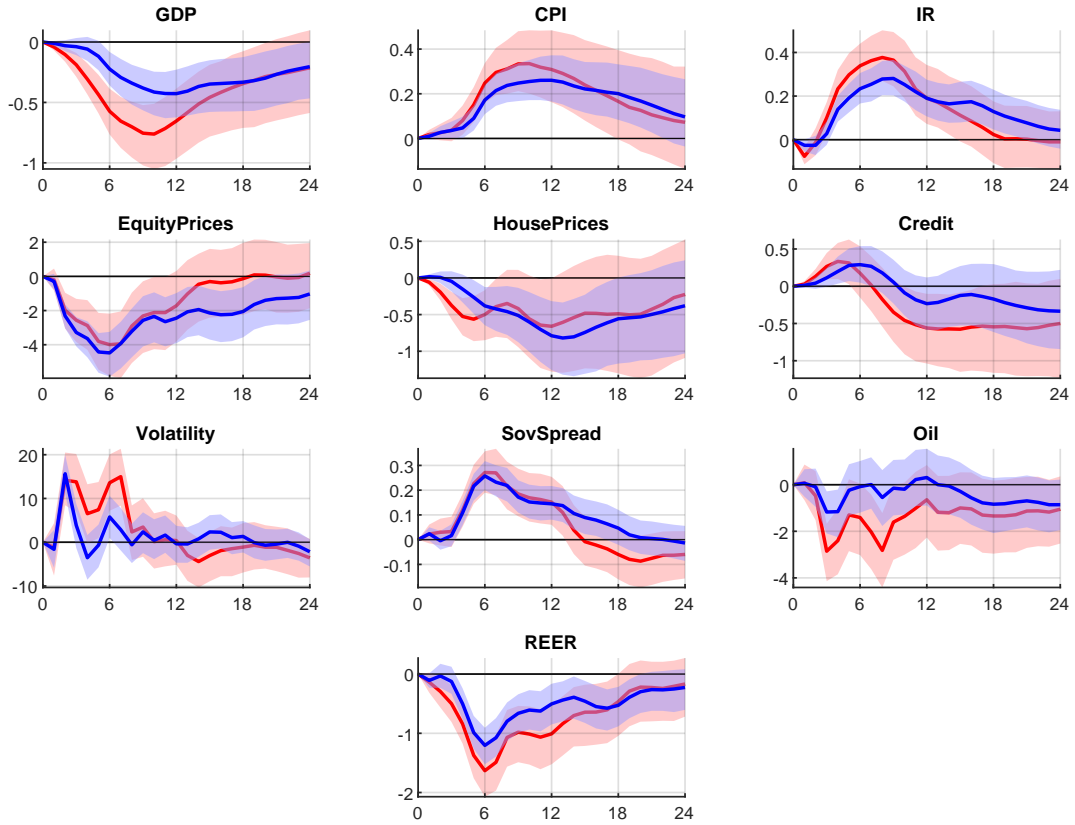 GDP CPI IR
0 0.4 0.4
-0.5 0.2 0.2
-1 0 0
0 6 12 18 24 0 6 12 18 24 0 6 12 18 24
EquityPrices HousePrices Credit
2 0.5 0.5
0 0 0
-2 -0.5 -0.5
-4 -1 -1
0 6 12 18 24 0 6 12 18 24 0 6 12 18 24
Volatility SovSpread Oil
20 0.3 0
10 0.2 -2
0 0.1 -4
-10 0
-0.1
0 6 12 18 24 0 6 12 18 24 0 6 12 18 24
REER
0
-1
-2
0 6 12 18 24